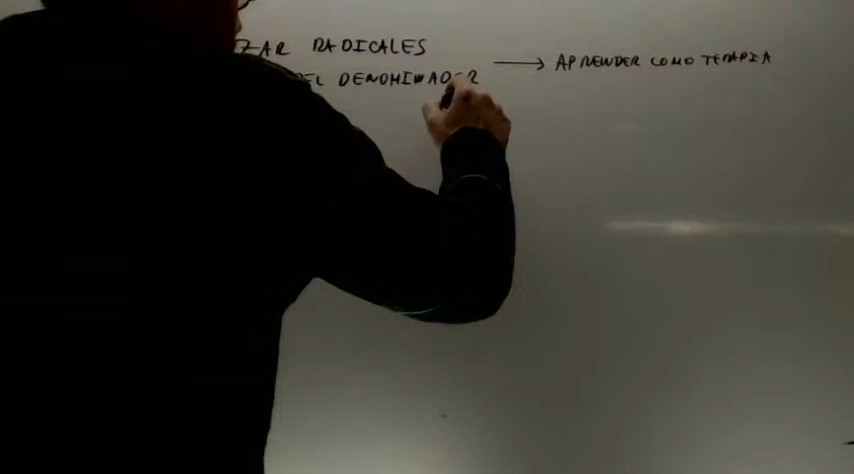 ZAR RADICALES
EL DENOMINADOR → APRENDER COMO TERAPIA